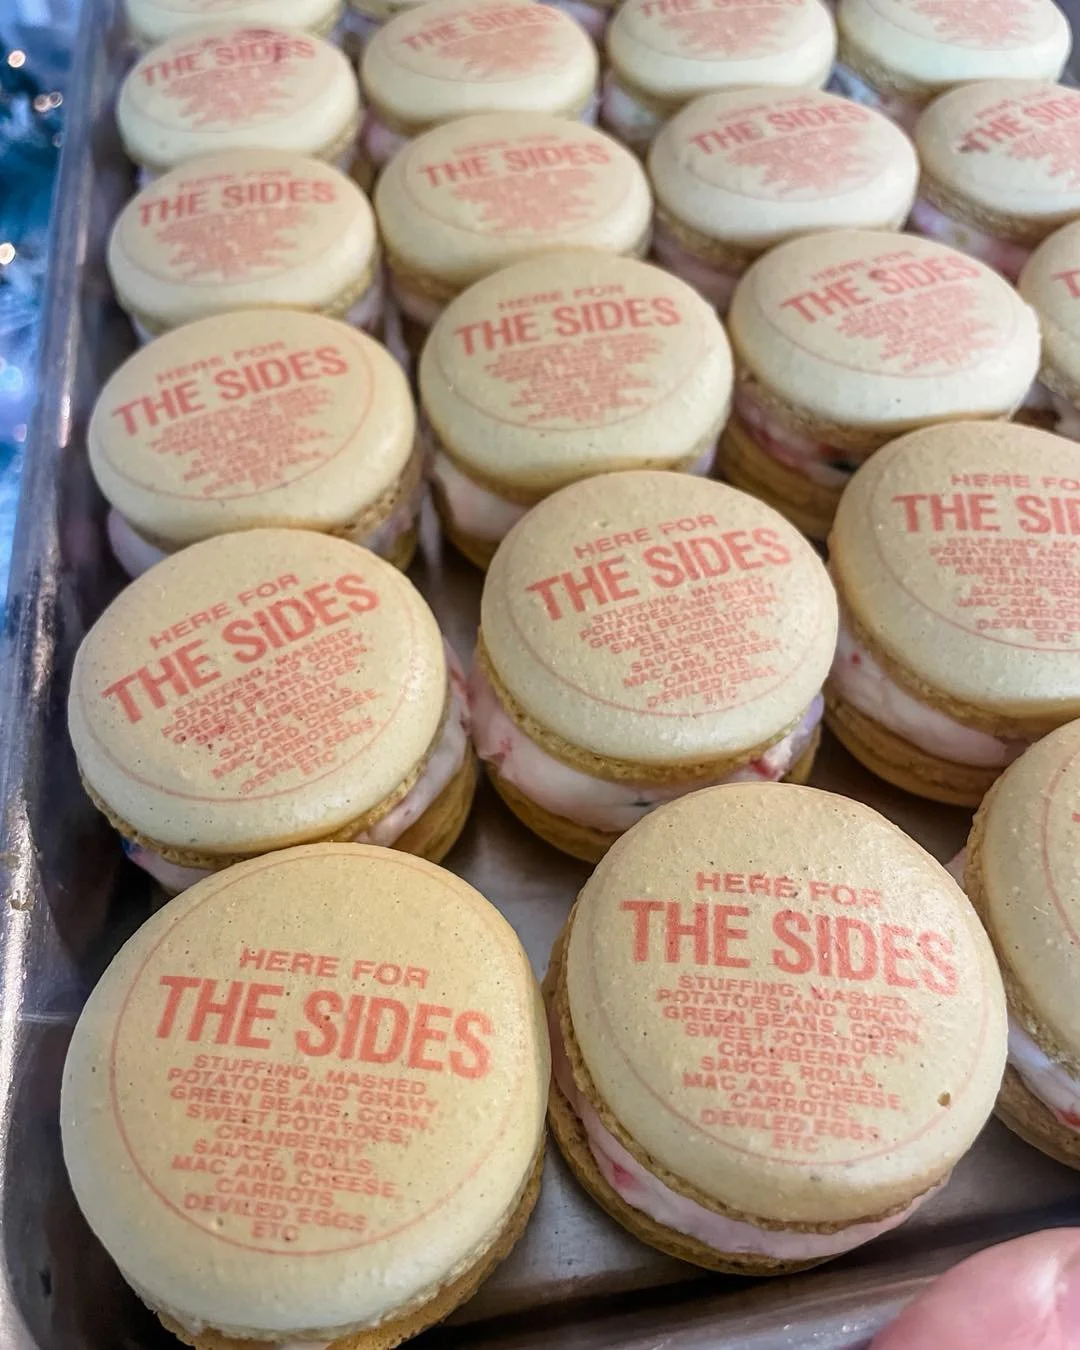 HERE FOR
THE SIDES
STUFFING, MASHED
POTATOES AND GRAVY,
GREEN BEANS, CORN,
SWEET POTATOES,
CRANBERRY
SAUCE, ROLLS,
MAC AND CHEESE,
CARROTS,
DEVILED EGGS
ETC